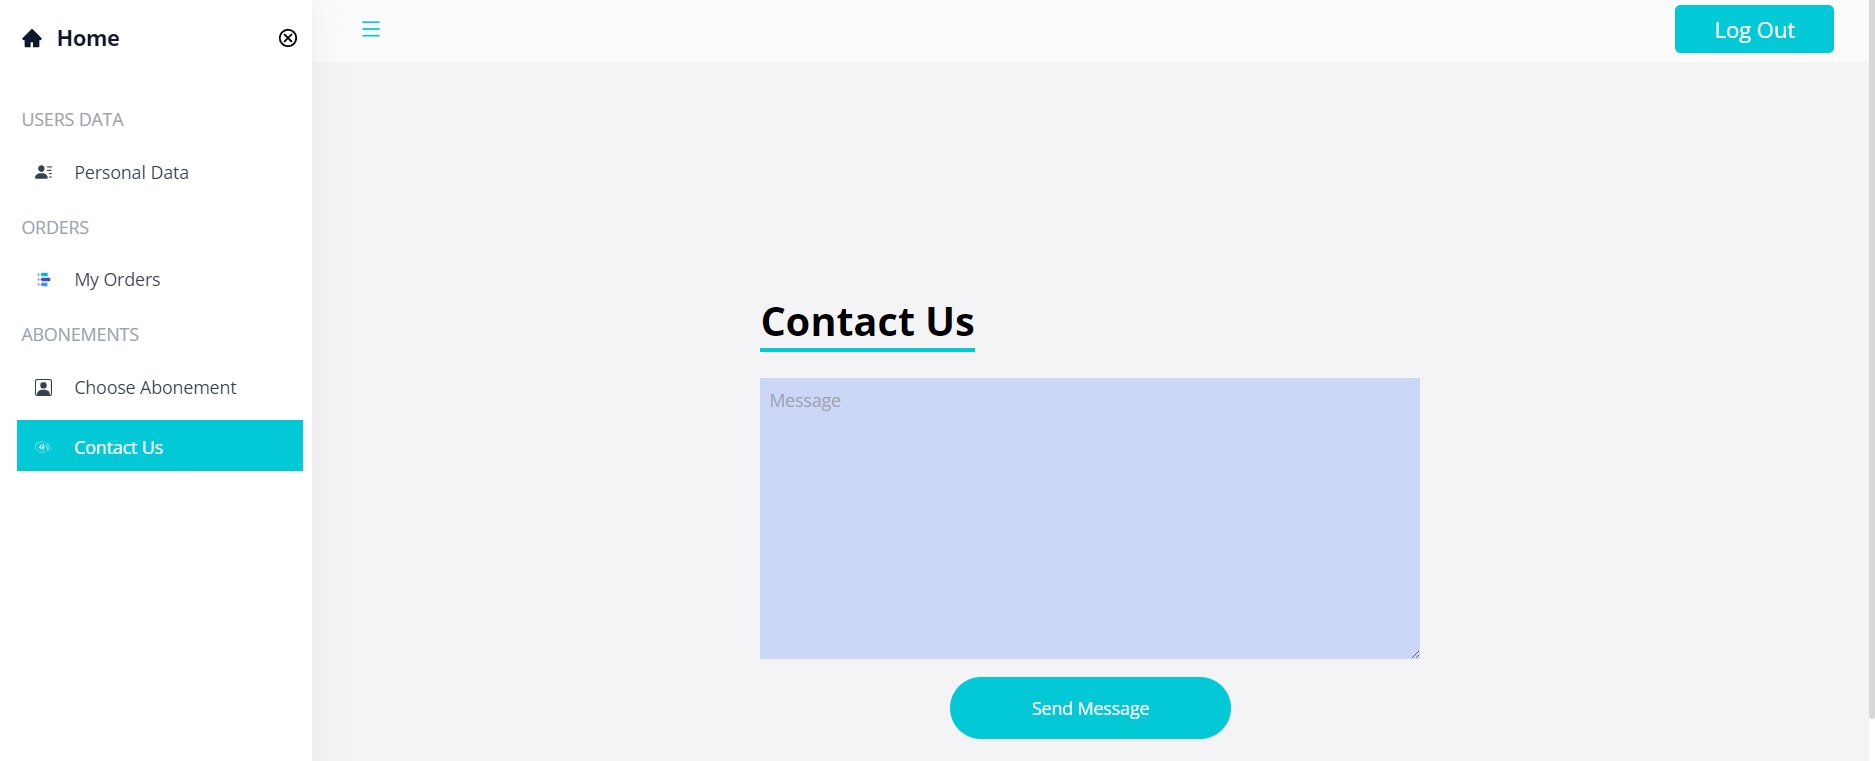 Home
Log Out
USERS DATA
Personal Data
ORDERS
My Orders
ABONEMENTS
Choose Abonement
Contact Us
Contact Us
Message
Send Message